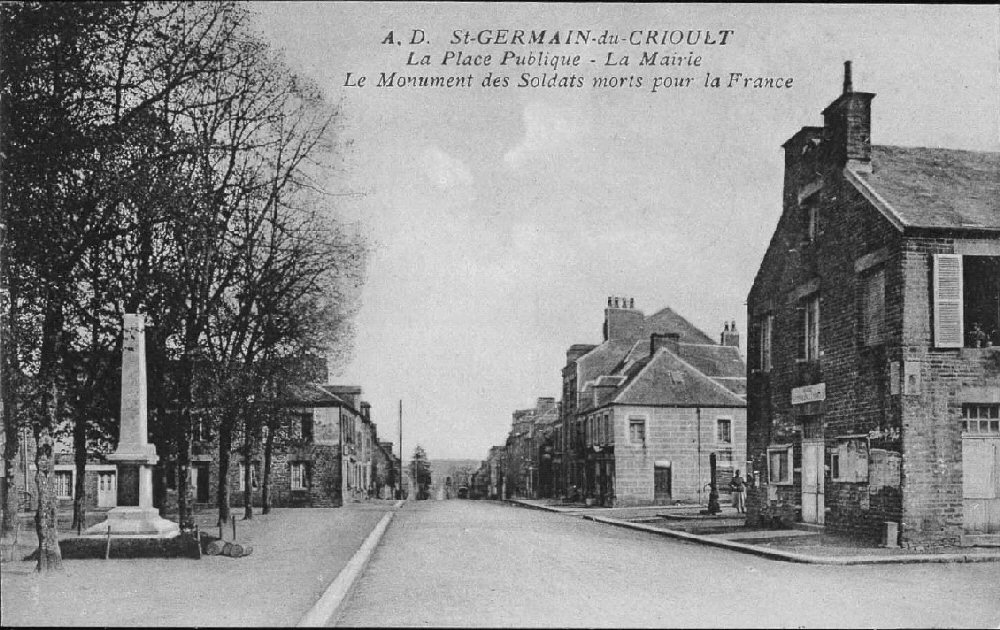 A. D. St-GERMAIN-du-CRIOULT
La Place Publique - La Mairie
Le Monument des Soldats morts pour la France